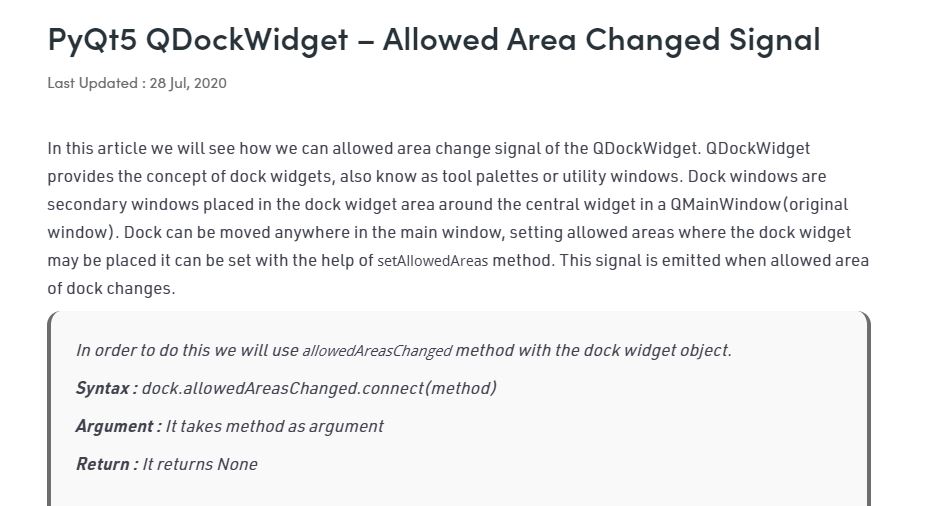 PyQt5 QDockWidget – Allowed Area Changed Signal
Last Updated : 28 Jul, 2020
In this article we will see how we can allowed area change signal of the QDockWidget. QDockWidget
provides the concept of dock widgets, also know as tool palettes or utility windows. Dock windows are
secondary windows placed in the dock widget area around the central widget in a QMainWindow(original
window). Dock can be moved anywhere in the main window, setting allowed areas where the dock widget
may be placed it can be set with the help of setAllowedAreas method. This signal is emitted when allowed area
of dock changes.
In order to do this we will use allowedAreasChanged method with the dock widget object.
Syntax : dock.allowedAreasChanged.connect(method)
Argument : It takes method as argument
Return : It returns None